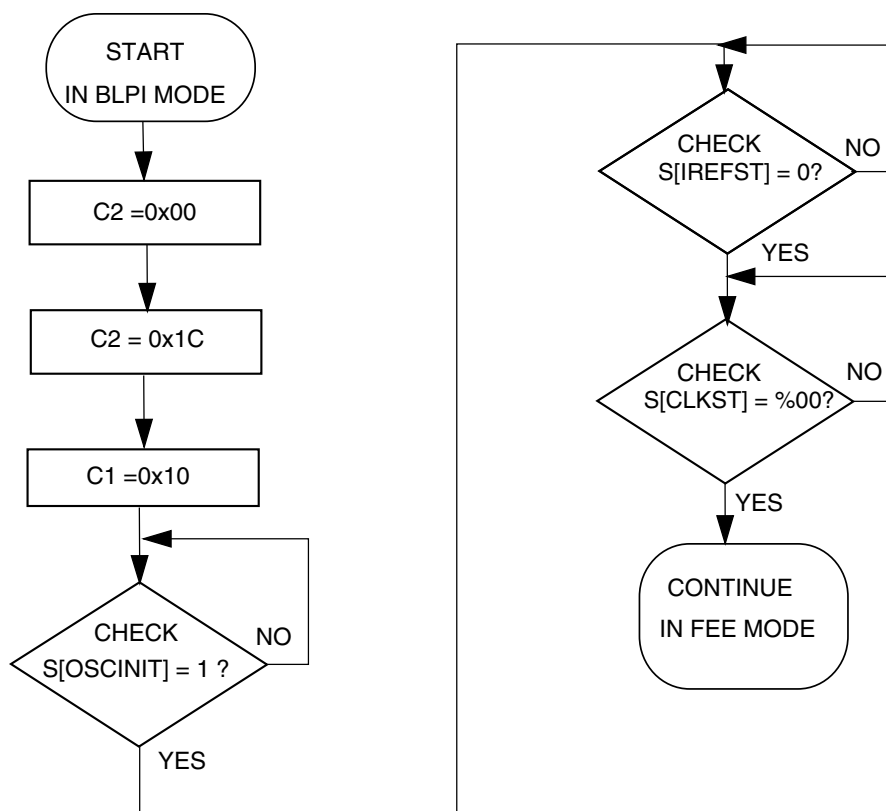 START
IN BLPI MODE
C2 =0x00
C2 = 0x1C
C1 =0x10
CHECK
S[OSCINIT] = 1 ?
NO
YES
CHECK
S[IREFST] = 0?
NO
YES
CHECK
S[CLKST] = %00?
NO
YES
CONTINUE
IN FEE MODE